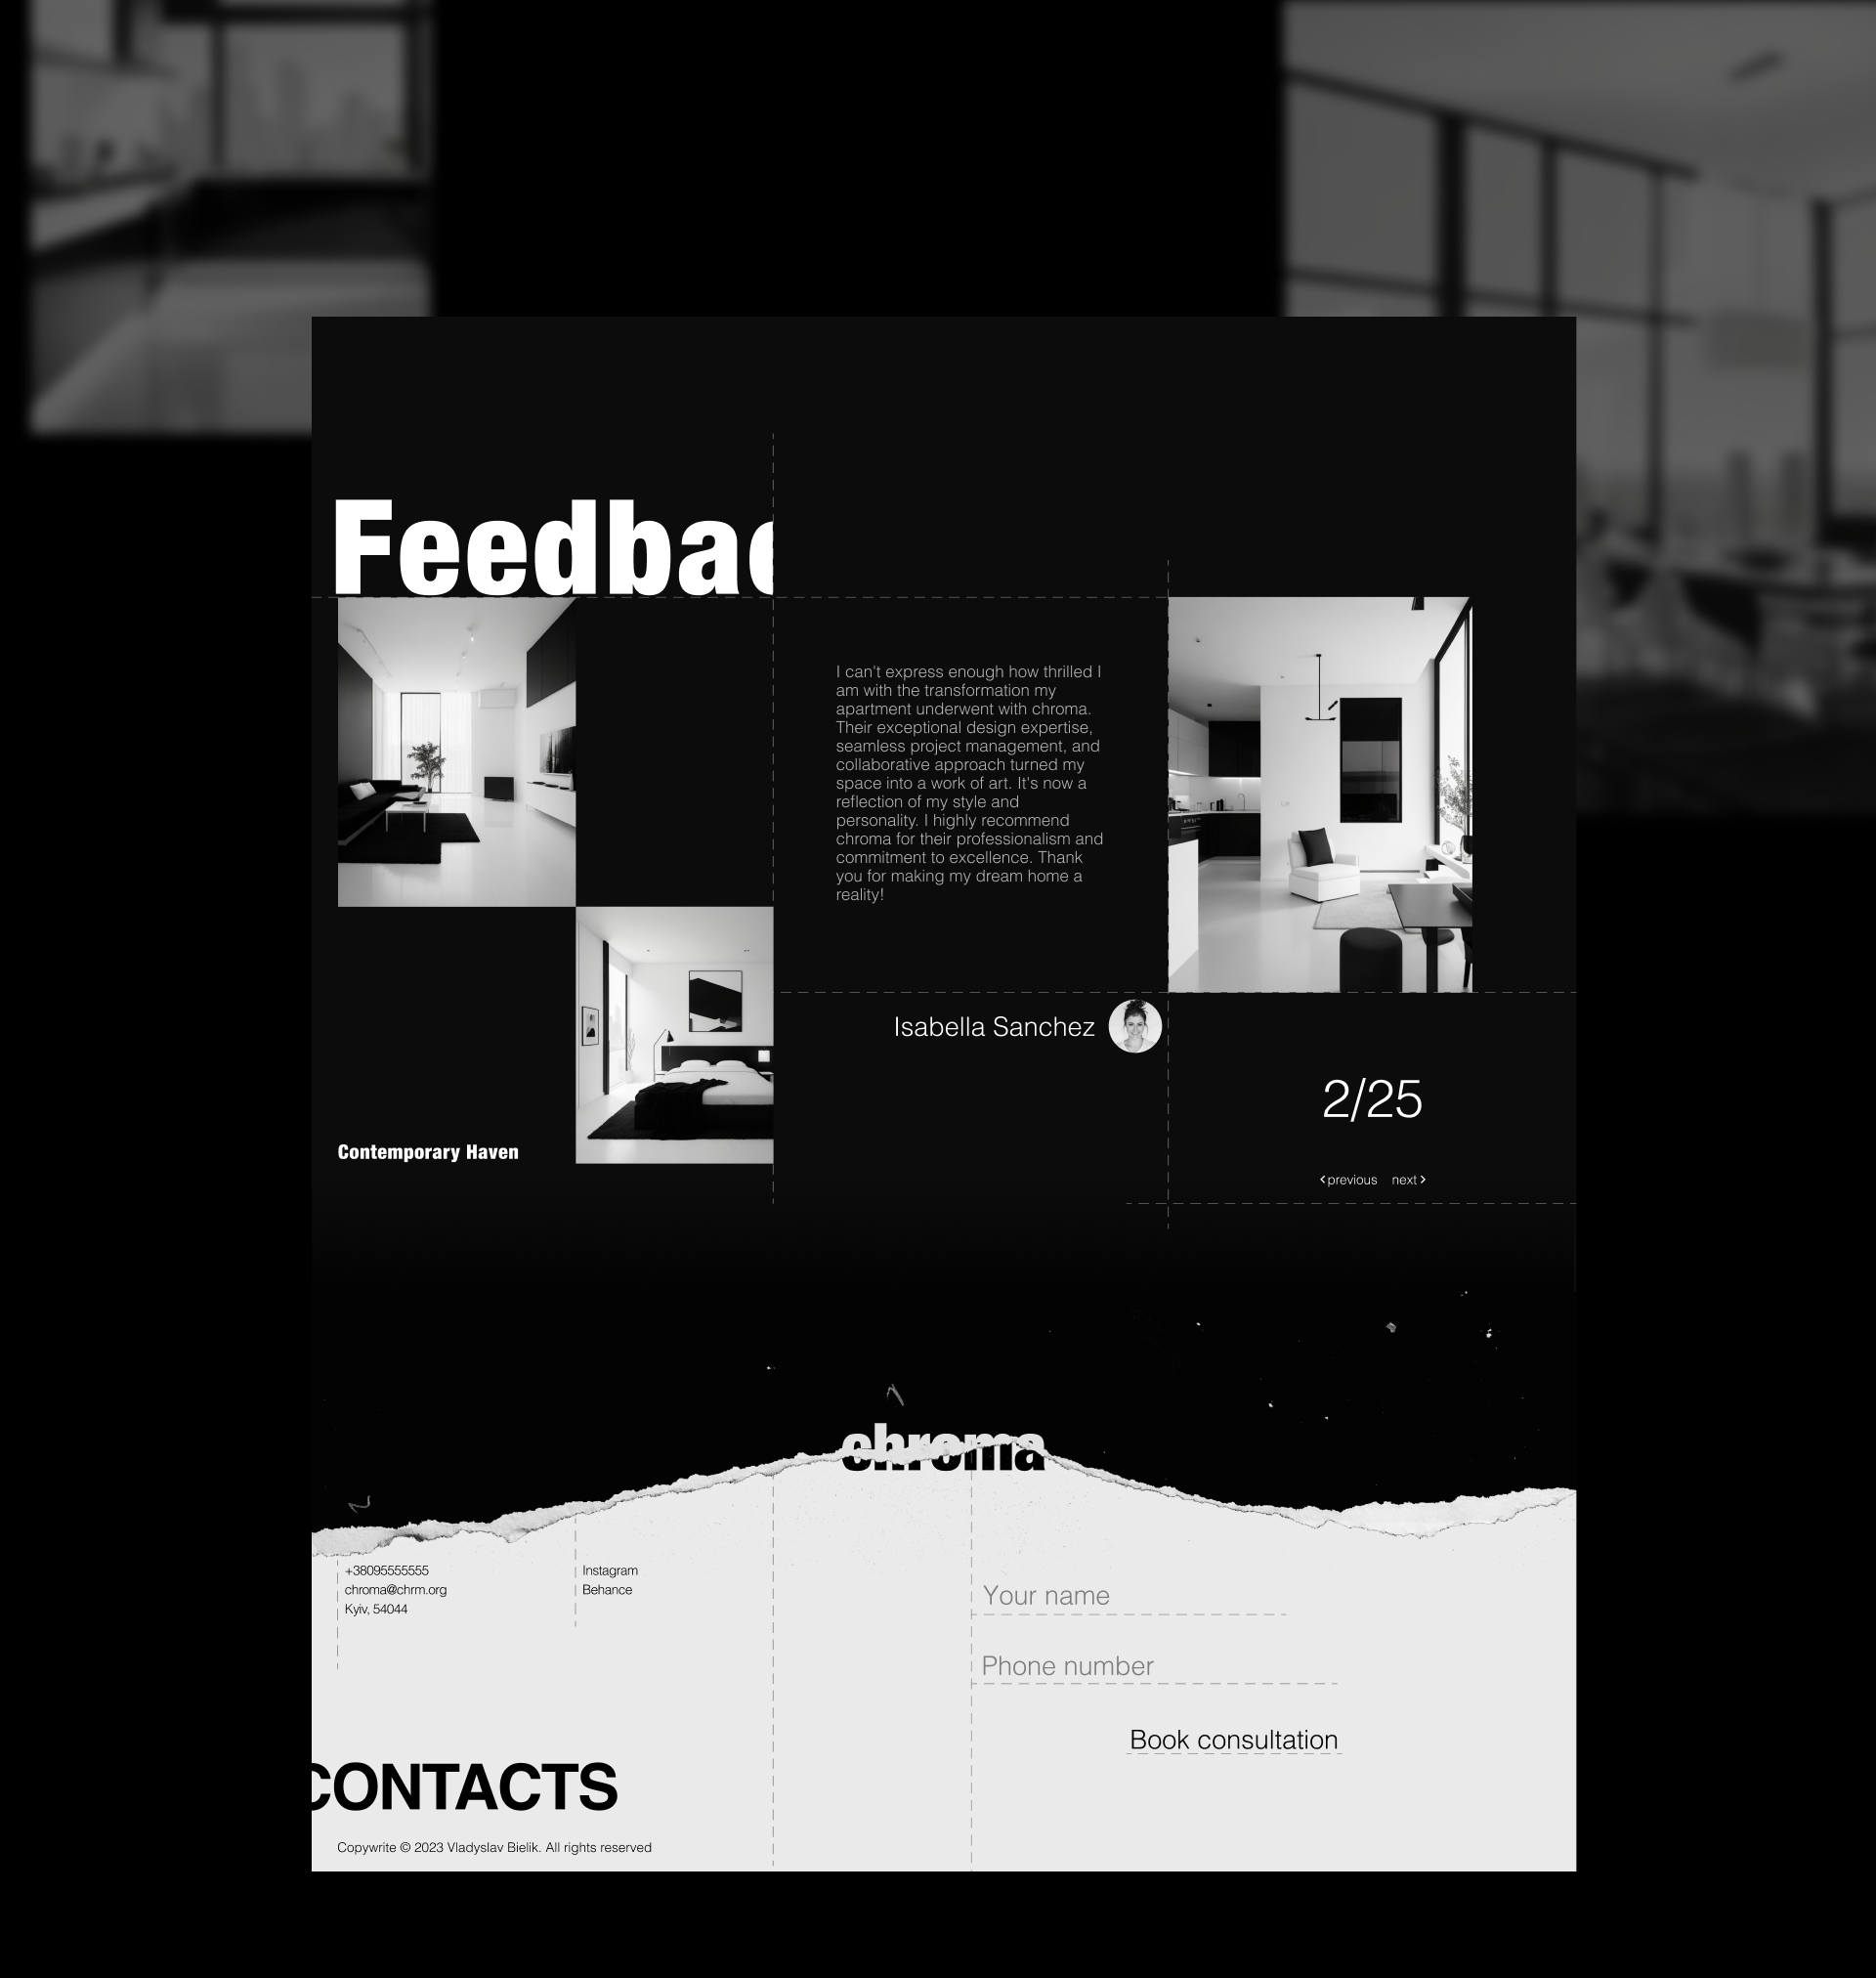 Feedbac
I can't express enough how thrilled I
am with the transformation my
apartment underwent with chroma.
Their exceptional design expertise,
seamless project management, and
collaborative approach turned my
space into a work of art. It's now a
reflection of my style and
personality. I highly recommend
chroma for their professionalism and
commitment to excellence. Thank
you for making my dream home a
reality!
Isabella Sanchez
Contemporary Haven
2/25
previous next
chroma
+38095555555
chroma@chrm.org
Kyiv, 54044
Instagram
Behance
Your name
Phone number
Book consultation
CONTACTS
Copywrite © 2023 Vladyslav Bielik. All rights reserved